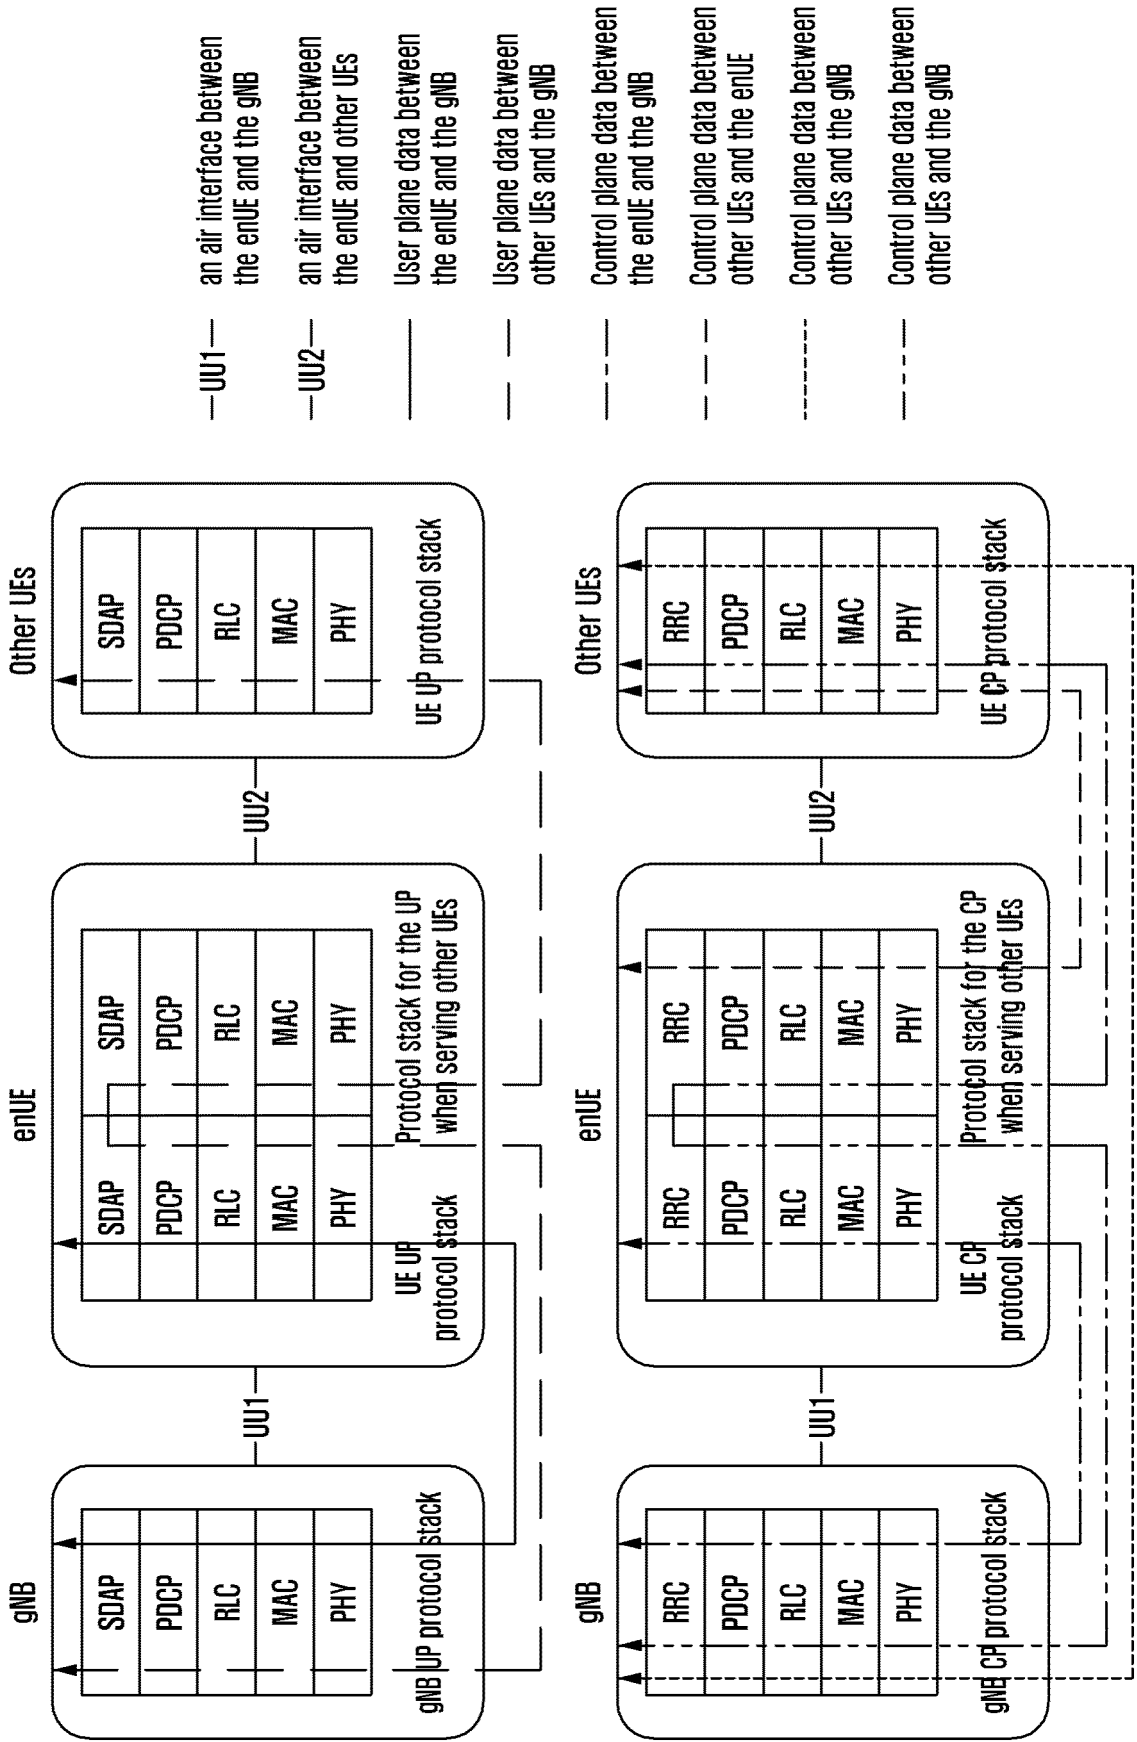 gNB
enUE
Other UEs
SDAP
PDCP
RLC
MAC
PHY
gNB UP protocol stack
UU1
SDAP
PDCP
RLC
MAC
PHY
UE UP
protocol stack
SDAP
PDCP
RLC
MAC
PHY
Protocol stack for the UP
when serving other UEs
UU2
SDAP
PDCP
RLC
MAC
PHY
UE UP protocol stack
gNB
enUE
Other UEs
RRC
PDCP
RLC
MAC
PHY
gNB CP protocol stack
UU1
RRC
PDCP
RLC
MAC
PHY
UE CP
protocol stack
RRC
PDCP
RLC
MAC
PHY
Protocol stack for the CP
when serving other UEs
UU2
RRC
PDCP
RLC
MAC
PHY
UE CP protocol stack
UU1
an air interface between
the enUE and the gNB
UU2
an air interface between
the enUE and other UEs
User plane data between
the enUE and the gNB
User plane data between
other UEs and the gNB
Control plane data between
the enUE and the gNB
Control plane data between
other UEs and the enUE
Control plane data between
other UEs and the gNB
Control plane data between
other UEs and the gNB